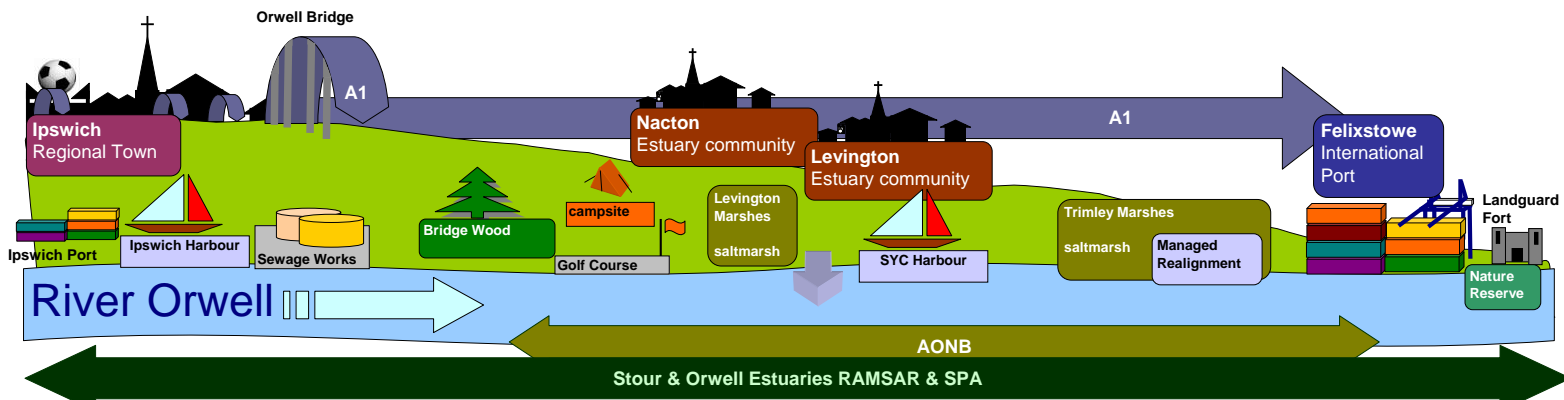 Orwell Bridge
A1
A1
Ipswich
Regional Town
Nacton
Estuary community
Levington
Estuary community
Felixstowe
International
Port
Landguard
Fort
Ipswich Port
Ipswich Harbour
Sewage Works
Bridge Wood
campsite
Golf Course
Levington
Marshes
saltmarsh
SYC Harbour
Trimley Marshes
saltmarsh
Managed
Realignment
Nature
Reserve
River Orwell
AONB
Stour & Orwell Estuaries RAMSAR & SPA